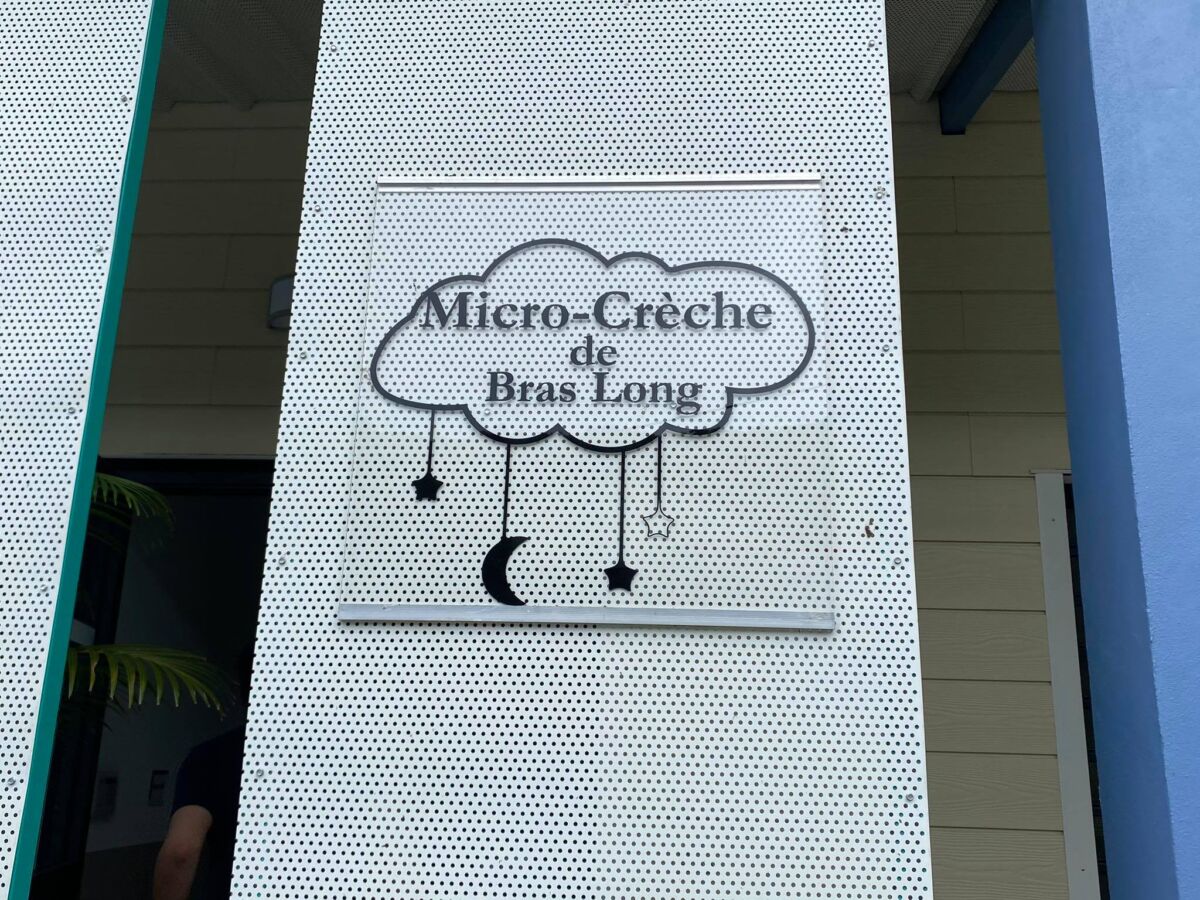 Micro-Crèche
de
Bras Long